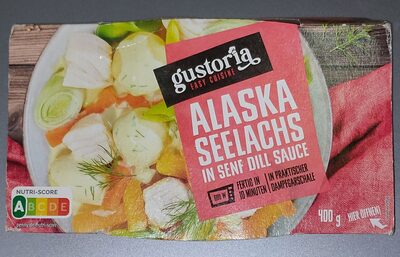 gustoria
EASY CUISINE
ALASKA
SEELACHS
IN SENF DILL SAUCE
FERTIG IN
10 MINUTEN
IN PRAKTISCHER
DAMPFGARSCHALE
NUTRI-SCORE
A B C D E
400 g
HIER ÖFFNEN!